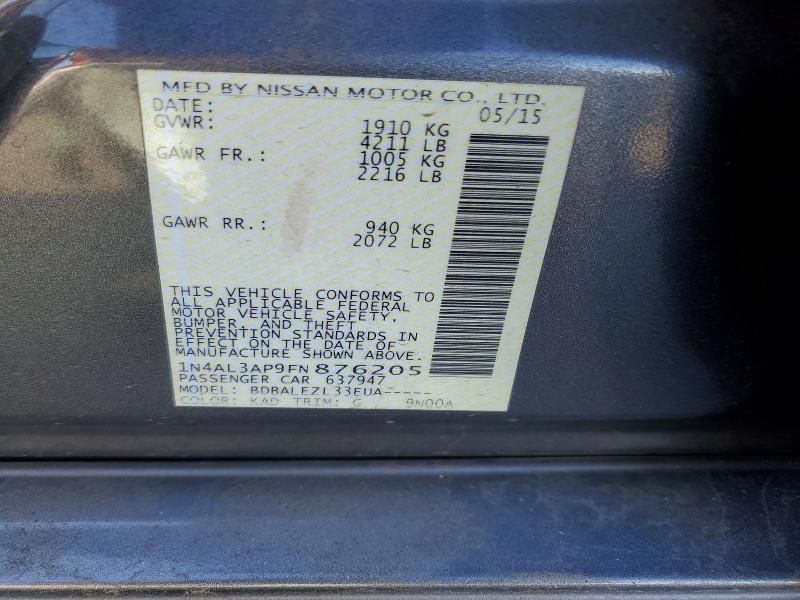 MFD BY NISSAN MOTOR CO., LTD.
DATE: 05/15
GVWR: 1910 KG
4211 LB
GAWR FR.: 1005 KG
2216 LB
GAWR RR.: 940 KG
2072 LB
THIS VEHICLE CONFORMS TO
ALL APPLICABLE FEDERAL
MOTOR VEHICLE SAFETY,
BUMPER, AND THEFT
PREVENTION STANDARDS IN
EFFECT ON THE DATE OF
MANUFACTURE SHOWN ABOVE.
1N4AL3AP9FN876205
PASSENGER CAR 637947
MODEL: BDBALEZL33EUA-----
COLOR: KAD TRIM: G